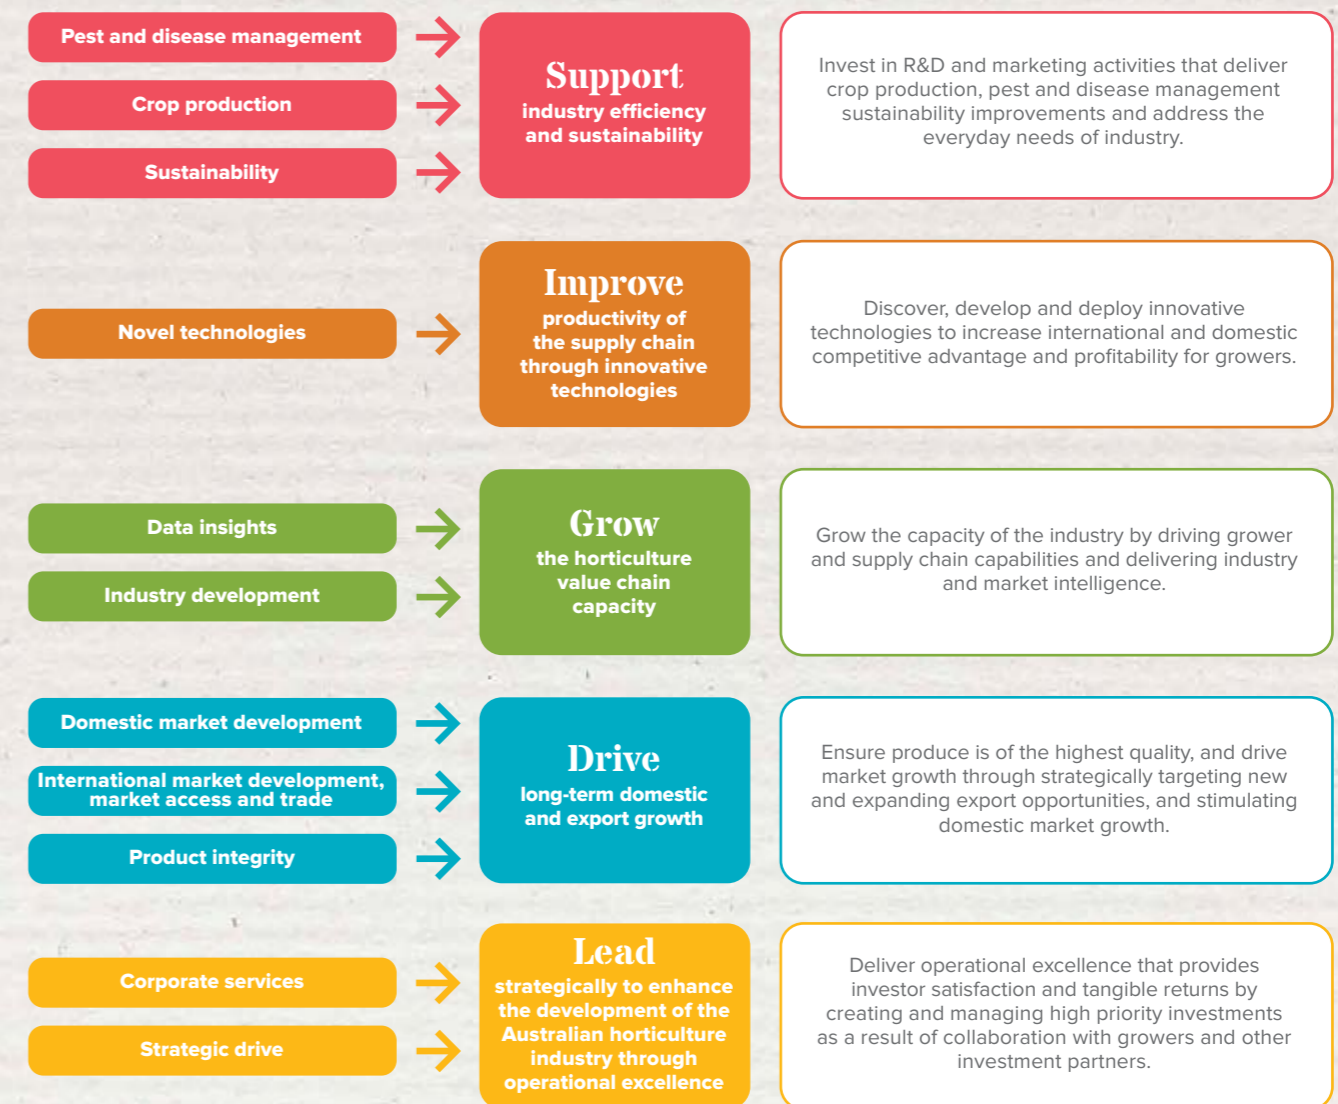 Pest and disease management
Crop production
Sustainability
Support
industry efficiency
and sustainability
Invest in R&D and marketing activities that deliver
crop production, pest and disease management
sustainability improvements and address the
everyday needs of industry.
Novel technologies
Improve
productivity of
the supply chain
through innovative
technologies
Discover, develop and deploy innovative
technologies to increase international and domestic
competitive advantage and profitability for growers.
Data insights
Industry development
Grow
the horticulture
value chain
capacity
Grow the capacity of the industry by driving grower
and supply chain capabilities and delivering industry
and market intelligence.
Domestic market development
International market development,
market access and trade
Product integrity
Drive
long-term domestic
and export growth
Ensure produce is of the highest quality, and drive
market growth through strategically targeting new
and expanding export opportunities, and stimulating
domestic market growth.
Corporate services
Strategic drive
Lead
strategically to enhance
the development of the
Australian horticulture
industry through
operational excellence
Deliver operational excellence that provides
investor satisfaction and tangible returns by
creating and managing high priority investments
as a result of collaboration with growers and other
investment partners.